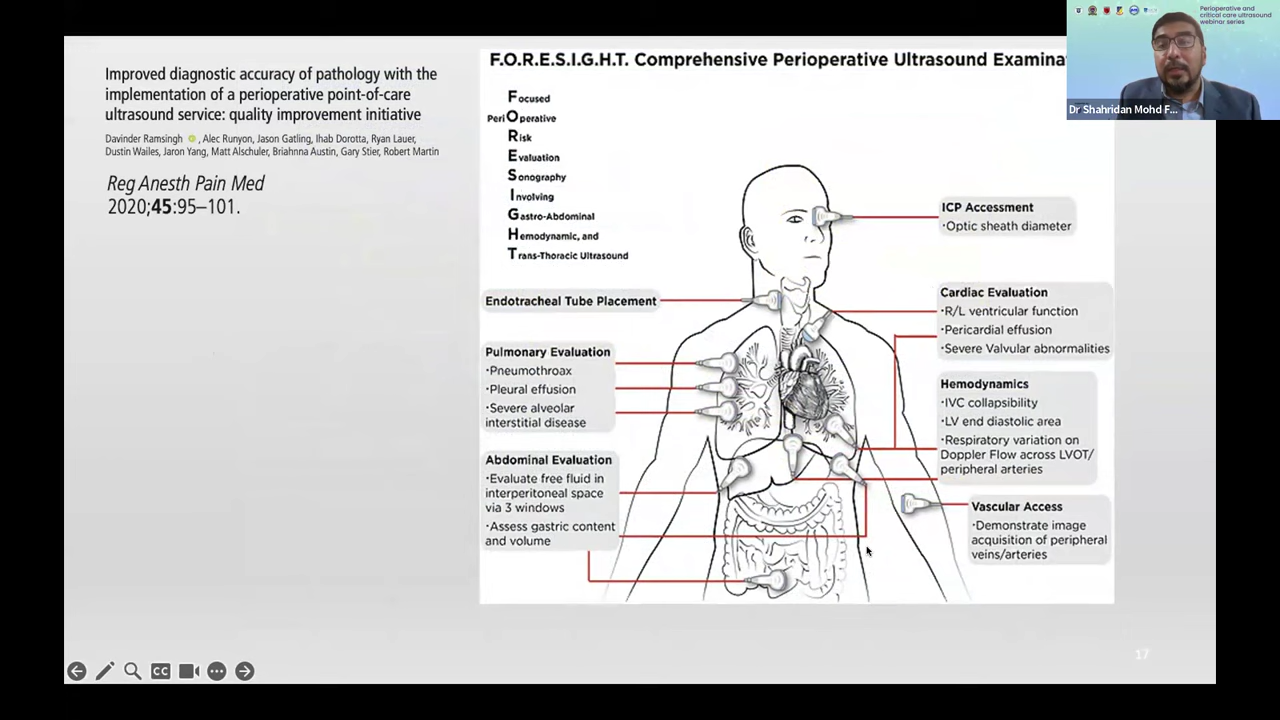 Perioperative and
critical care ultrasound
webinar series
Dr Shahridan Mohd F...
Improved diagnostic accuracy of pathology with the
implementation of a perioperative point-of-care
ultrasound service: quality improvement initiative
Davinder Ramsingh, Alec Runyon, Jason Gatling, Ihab Dorotta, Ryan Lauer,
Dustin Wailes, Jaron Yang, Matt Alschuler, Briahnna Austin, Gary Stier, Robert Martin
Reg Anesth Pain Med
2020;45:95–101.
F.O.R.E.S.I.G.H.T. Comprehensive Perioperative Ultrasound Examina
Focused
PeriOperative
Risk
Evaluation
Sonography
Involving
Gastro-Abdominal
Hemodynamic, and
Trans-Thoracic Ultrasound
ICP Assessment
·Optic sheath diameter
Endotracheal Tube Placement
Cardiac Evaluation
·R/L ventricular function
·Pericardial effusion
·Severe Valvular abnormalities
Pulmonary Evaluation
·Pneumothroax
·Pleural effusion
·Severe alveolar
interstitial disease
Hemodynamics
·IVC collapsibility
·LV end diastolic area
·Respiratory variation on
Doppler Flow across LVOT/
peripheral arteries
Abdominal Evaluation
·Evaluate free fluid in
interperitoneal space
via 3 windows
·Assess gastric content
and volume
Vascular Access
·Demonstrate image
acquisition of peripheral
veins/arteries
17
CC